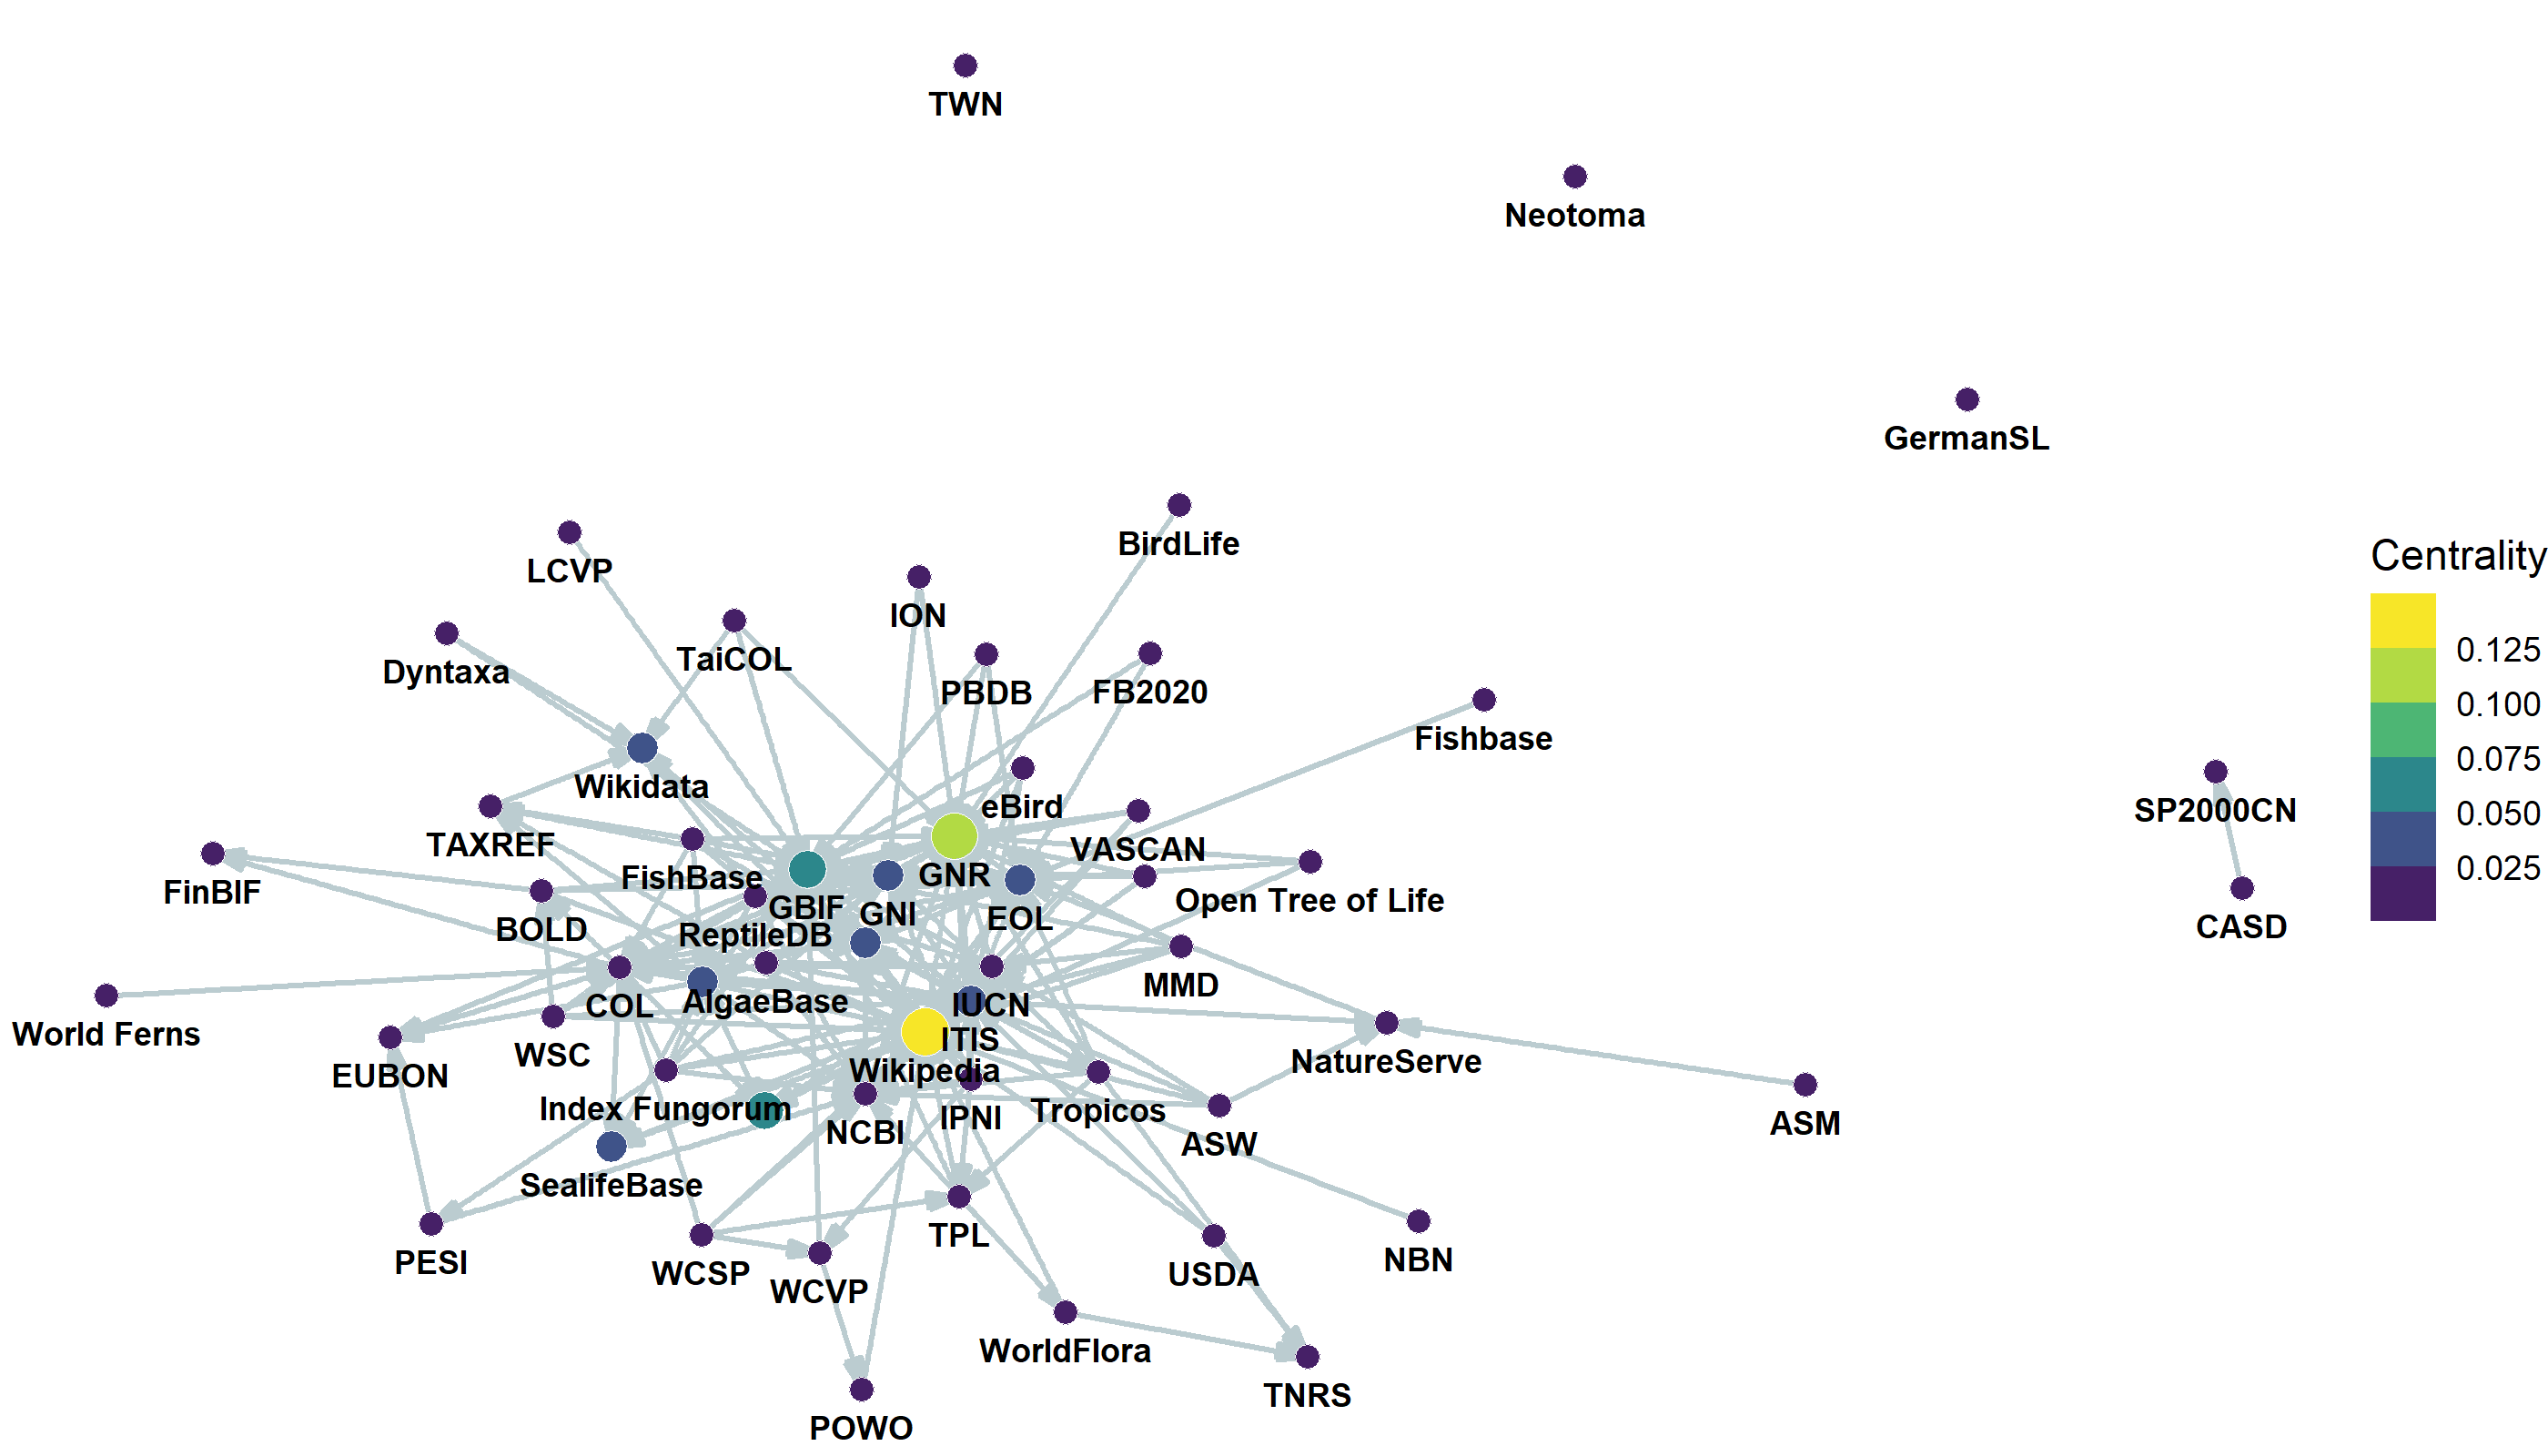 TWN
Neotoma
GermanSL
BirdLife
LCVP
ION
Centrality
TaiCOL
Dyntaxa
PBDB
FB2020
0.125
0.100
0.075
0.050
0.025
Fishbase
Wikidata
eBird
SP2000CN
TAXREF
VASCAN
FishBase
GNR
FinBIF
GBIF
GNI
EOL
Open Tree of Life
BOLD
ReptileDB
CASD
MMD
COL
AlgaeBase
IUCN
World Ferns
WSC
ITIS
NatureServe
EUBON
Wikipedia
Index Fungorum
NCBI
IPNI
Tropicos
ASW
ASM
SealifeBase
PESI
WCSP
WCVP
TPL
USDA
NBN
WorldFlora
TNRS
POWO